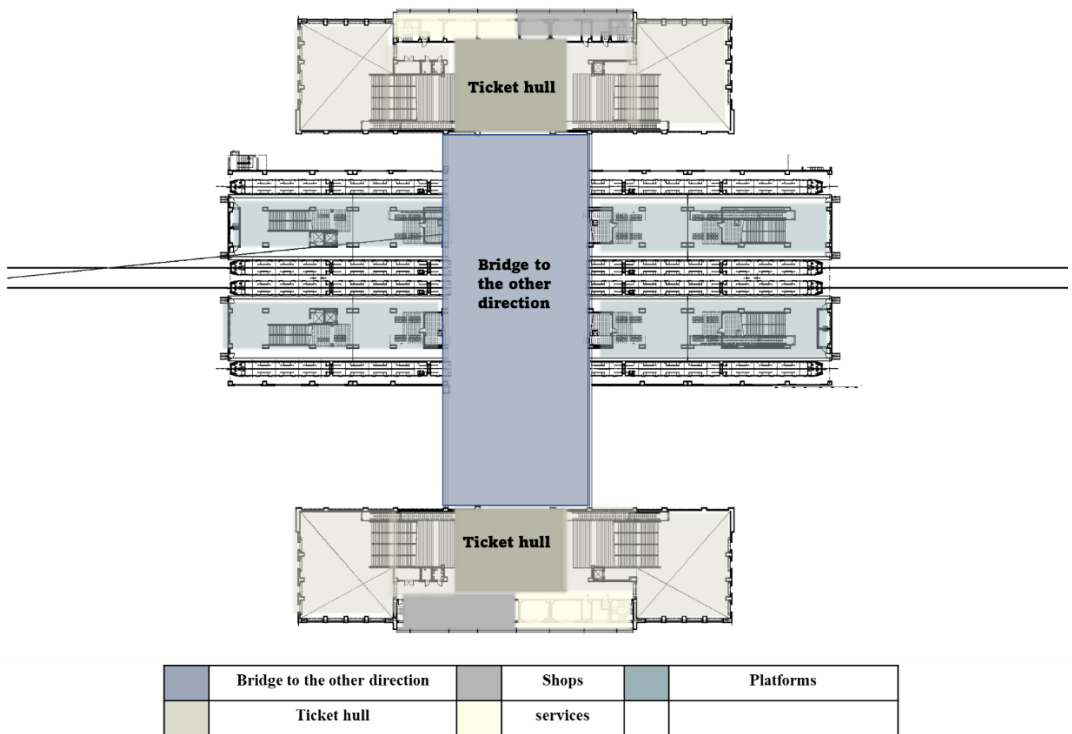 Ticket hull
Bridge to
the other
direction
Ticket hull
Bridge to the other direction
Shops
Platforms
Ticket hull
services